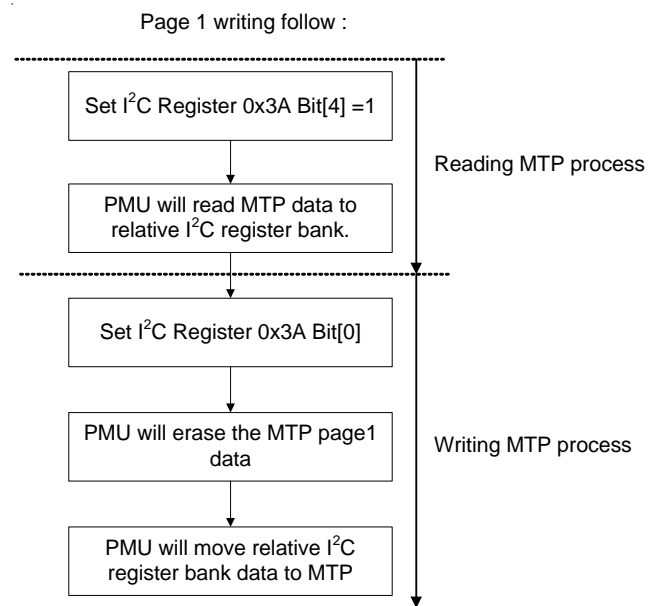 Page 1 writing follow :
Set I²C Register 0x3A Bit[4] =1
Reading MTP process
PMU will read MTP data to
relative I²C register bank.
Set I²C Register 0x3A Bit[0]
PMU will erase the MTP page1
data
Writing MTP process
PMU will move relative I²C
register bank data to MTP